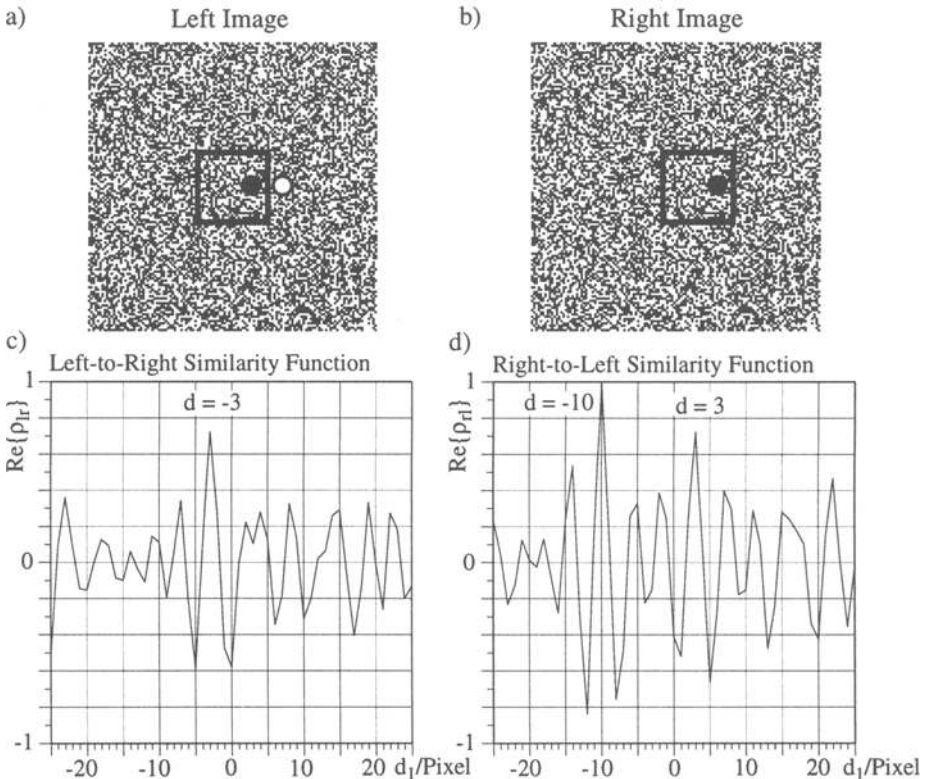 a) Left Image
b) Right Image
c) Left-to-Right Similarity Function
d) Right-to-Left Similarity Function
Re{ρlr}
1
0
-1
d = -3
-20 -10 0 10 20 d1/Pixel
Re{ρrl}
1
0
-1
d = -10 d = 3
-20 -10 0 10 20 d1/Pixel